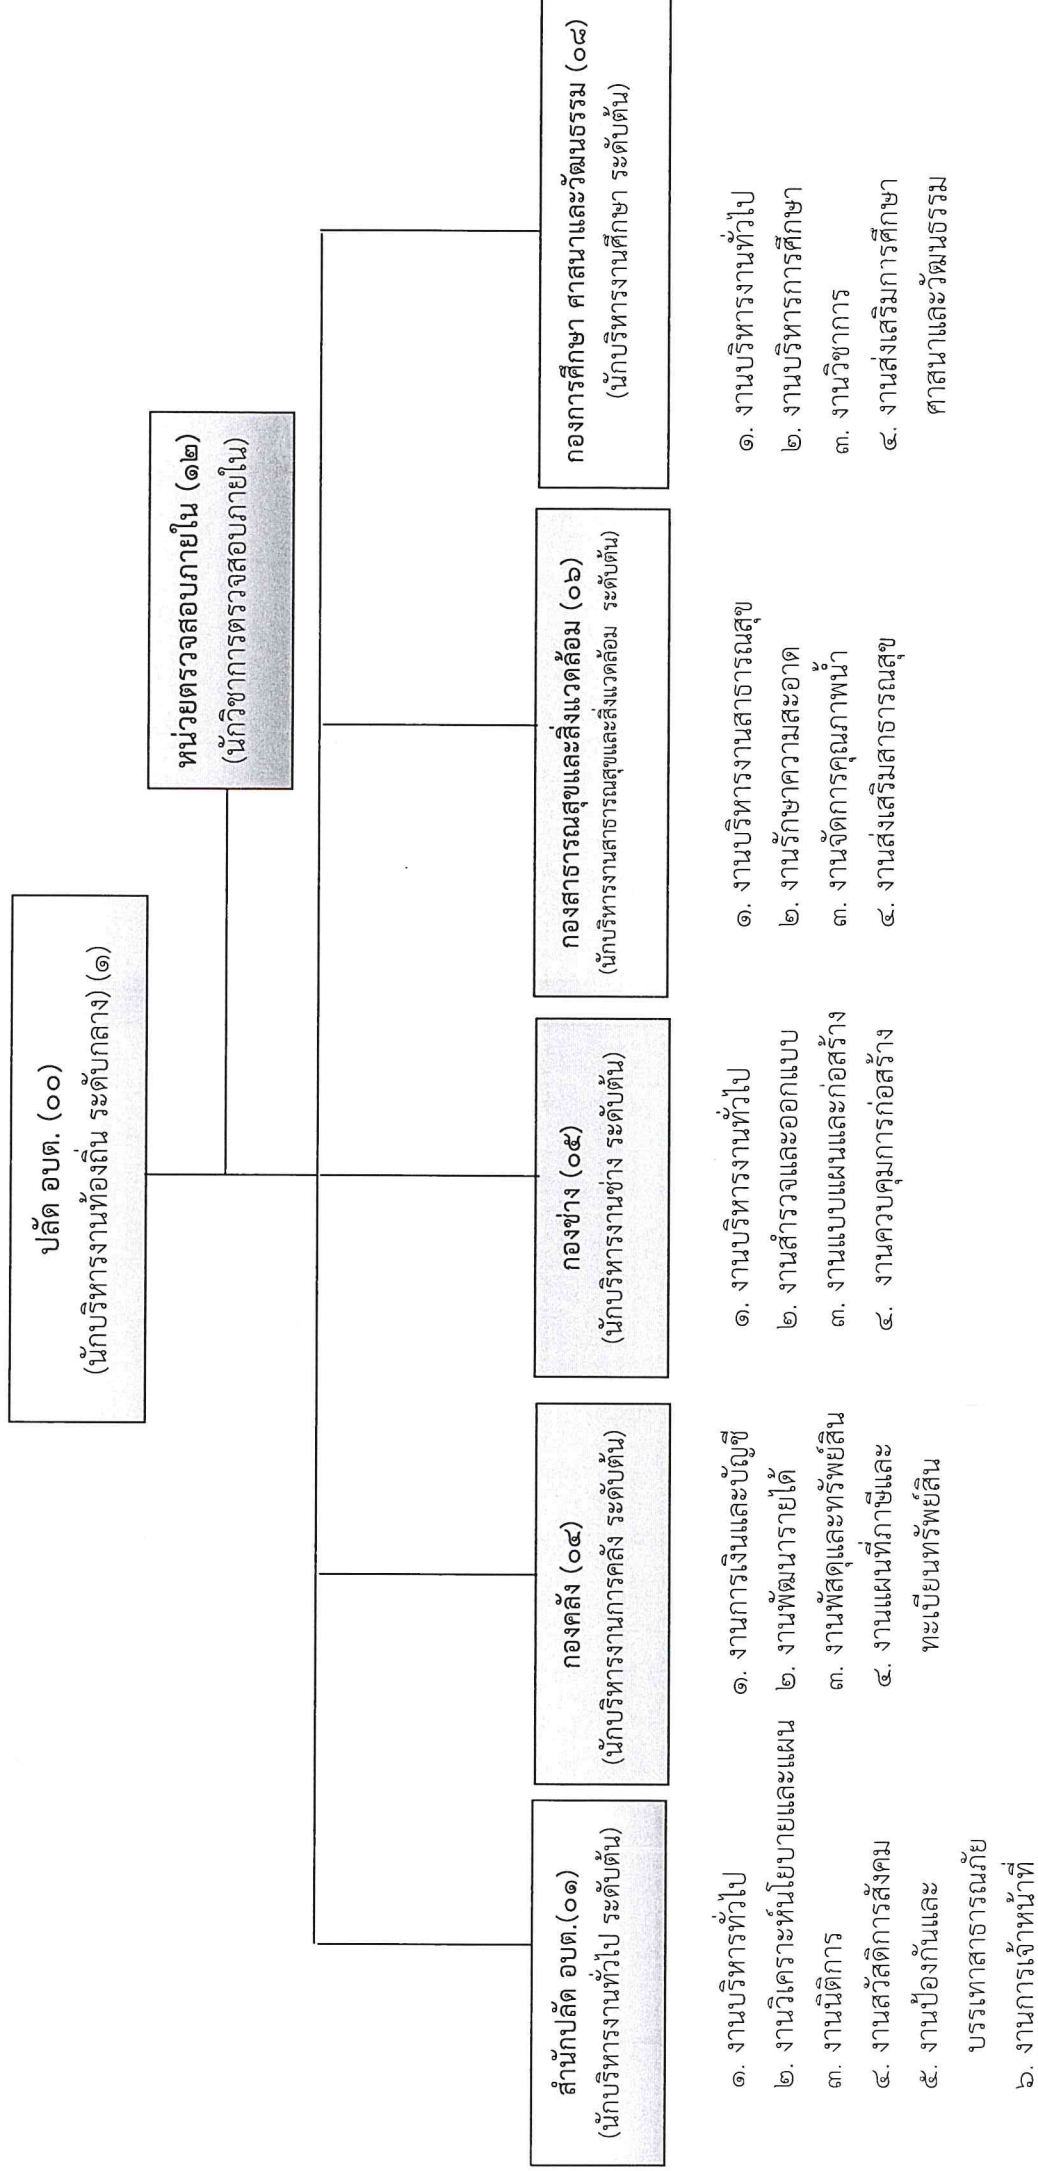 ปลัด อบต. (๐๐)
(นักบริหารงานท้องถิ่น ระดับกลาง) (๑)
หน่วยตรวจสอบภายใน (๑๒)
(นักวิชาการตรวจสอบภายใน)
สำนักปลัด อบต.(๐๑)
(นักบริหารงานทั่วไป ระดับต้น)
๑. งานบริหารทั่วไป
๒. งานวิเคราะห์นโยบายและแผน
๓. งานนิติการ
๔. งานสวัสดิการสังคม
๕. งานป้องกันและ
บรรเทาสาธารณภัย
๖. งานการเจ้าหน้าที่
กองคลัง (๐๔)
(นักบริหารงานการคลัง ระดับต้น)
๑. งานการเงินและบัญชี
๒. งานพัฒนารายได้
๓. งานพัสดุและทรัพย์สิน
๔. งานแผนที่ภาษีและ
ทะเบียนทรัพย์สิน
กองช่าง (๐๕)
(นักบริหารงานช่าง ระดับต้น)
๑. งานบริหารงานทั่วไป
๒. งานสำรวจและออกแบบ
๓. งานแบบแผนและก่อสร้าง
๔. งานควบคุมการก่อสร้าง
กองสาธารณสุขและสิ่งแวดล้อม (๐๖)
(นักบริหารงานสาธารณสุขและสิ่งแวดล้อม ระดับต้น)
๑. งานบริหารงานสาธารณสุข
๒. งานรักษาความสะอาด
๓. งานจัดการคุณภาพน้ำ
๔. งานส่งเสริมสาธารณสุข
กองการศึกษา ศาสนาและวัฒนธรรม (๐๘)
(นักบริหารงานศึกษา ระดับต้น)
๑. งานบริหารงานทั่วไป
๒. งานบริหารการศึกษา
๓. งานวิชาการ
๔. งานส่งเสริมการศึกษา
ศาสนาและวัฒนธรรม